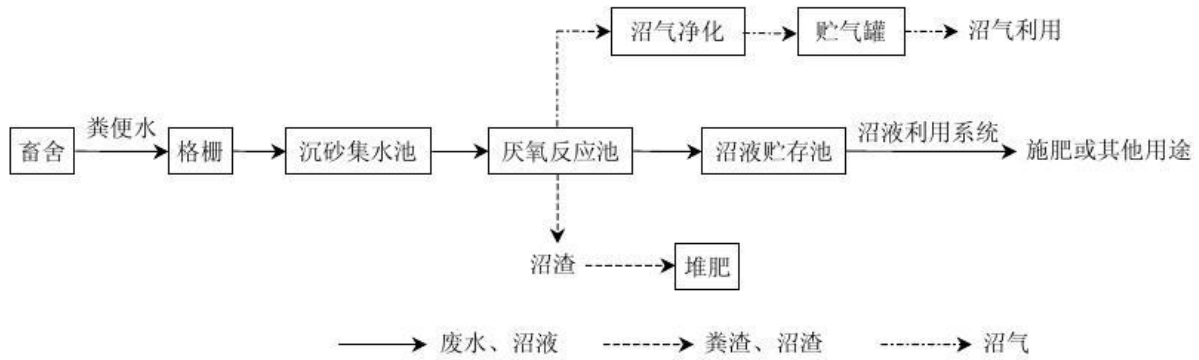 沼气净化
贮气罐
沼气利用
粪便水
沼液利用系统
畜舍
格栅
沉砂集水池
厌氧反应池
沼液贮存池
施肥或其他用途
沼渣
堆肥
废水、沼液
粪渣、沼渣
沼气